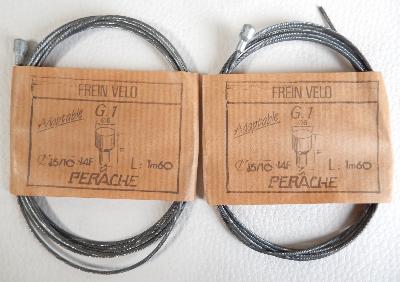 FREIN VELO
Adaptable
G.1
15/10 14F
L: 1m60
PERACHE
FREIN VELO
Adaptable
G.1
15/10 14F
L: 1m60
PERACHE